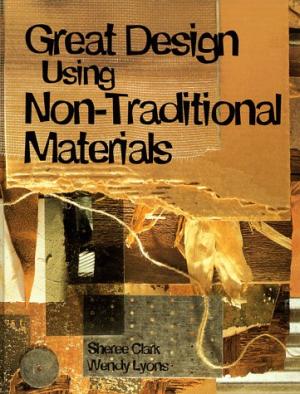 Great Design
Using
Non-Traditional
Materials
Sheree Clark
Wendy Lyons